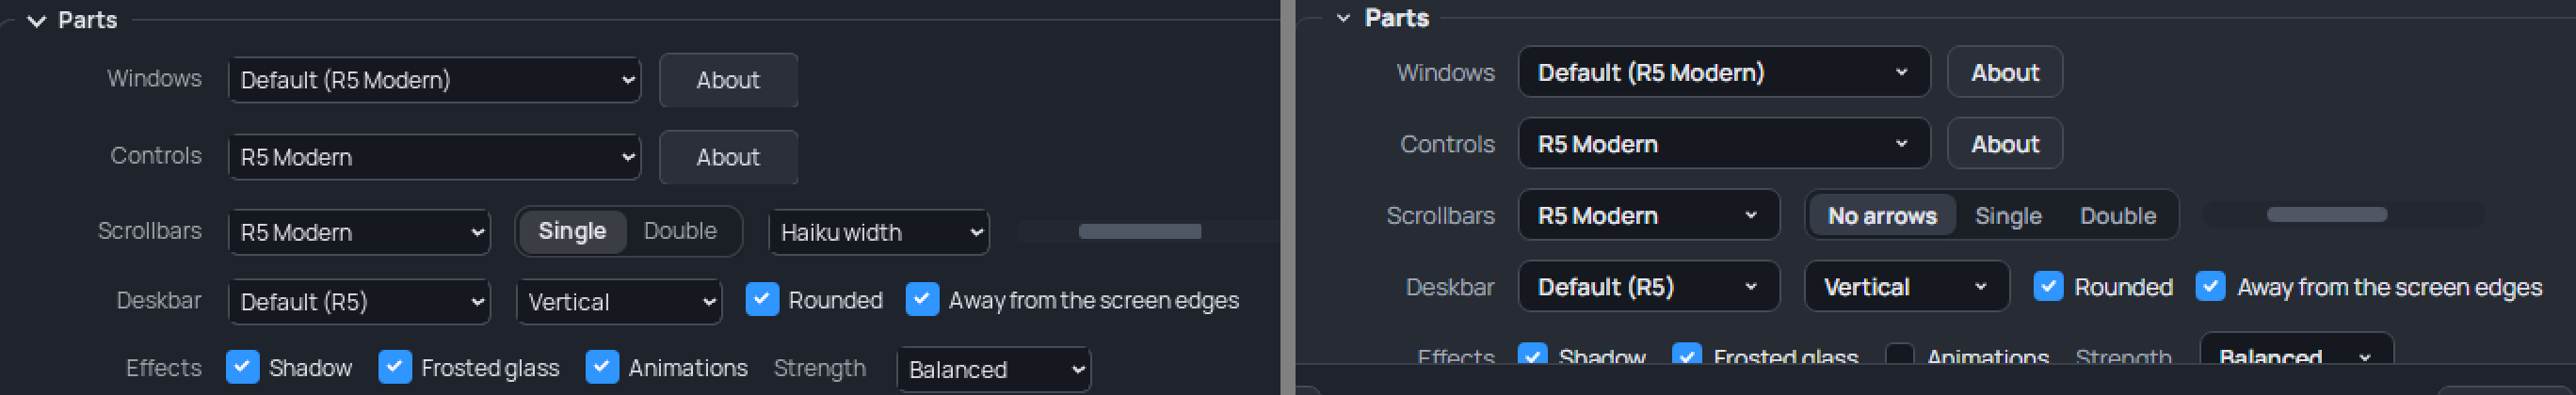 Parts
Windows Default (R5 Modern) About
Controls R5 Modern About
Scrollbars R5 Modern Single Double Haiku width
Deskbar Default (R5) Vertical Rounded Away from the screen edges
Effects Shadow Frosted glass Animations Strength Balanced
Parts
Windows Default (R5 Modern) About
Controls R5 Modern About
Scrollbars R5 Modern No arrows Single Double
Deskbar Default (R5) Vertical Rounded Away from the screen edges
Effects Shadow Frosted glass Animations Strength Balanced